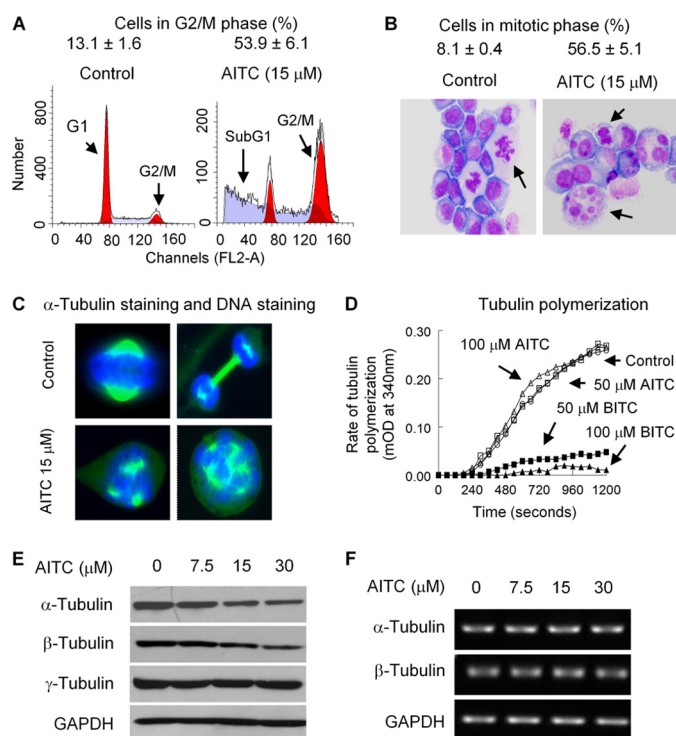 A
Cells in G2/M phase (%)
13.1 ± 1.6 53.9 ± 6.1
Control AITC (15 μM)
Number
800
400
0
G1
G2/M
0 40 80 120 160
200
100
0
SubG1
G2/M
0 40 80 120 160
Channels (FL2-A)
B
Cells in mitotic phase (%)
8.1 ± 0.4 56.5 ± 5.1
Control AITC (15 μM)
C
α-Tubulin staining and DNA staining
Control
AITC 15 μM
D
Tubulin polymerization
Rate of tubulin
polymerization
(mOD at 340nm)
0.30
0.20
0.10
0.00
100 μM AITC
Control
50 μM AITC
50 μM BITC
100 μM BITC
0 240 480 720 960 1200
Time (seconds)
E
AITC (μM) 0 7.5 15 30
α-Tubulin
β-Tubulin
γ-Tubulin
GAPDH
F
AITC (μM) 0 7.5 15 30
α-Tubulin
β-Tubulin
GAPDH